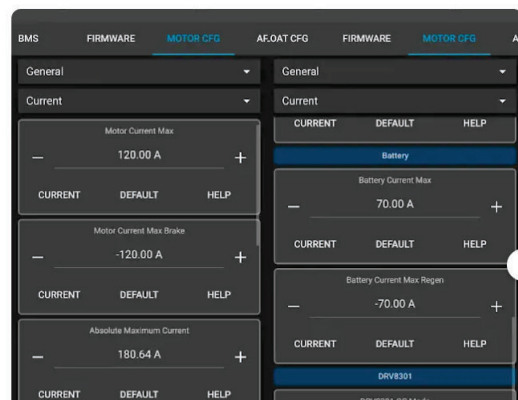 BMS FIRMWARE MOTOR CFG
General
Current
Motor Current Max
— 120.00 A +
CURRENT DEFAULT HELP
Motor Current Max Brake
— -120.00 A +
CURRENT DEFAULT HELP
Absolute Maximum Current
— 180.64 A +
CURRENT DEFAULT HELP
AF.OAT CFG FIRMWARE MOTOR CFG A
General
Current
CURRENT DEFAULT HELP
Battery
Battery Current Max
— 70.00 A +
CURRENT DEFAULT HELP
Battery Current Max Regen
— -70.00 A +
CURRENT DEFAULT HELP
DRV8301